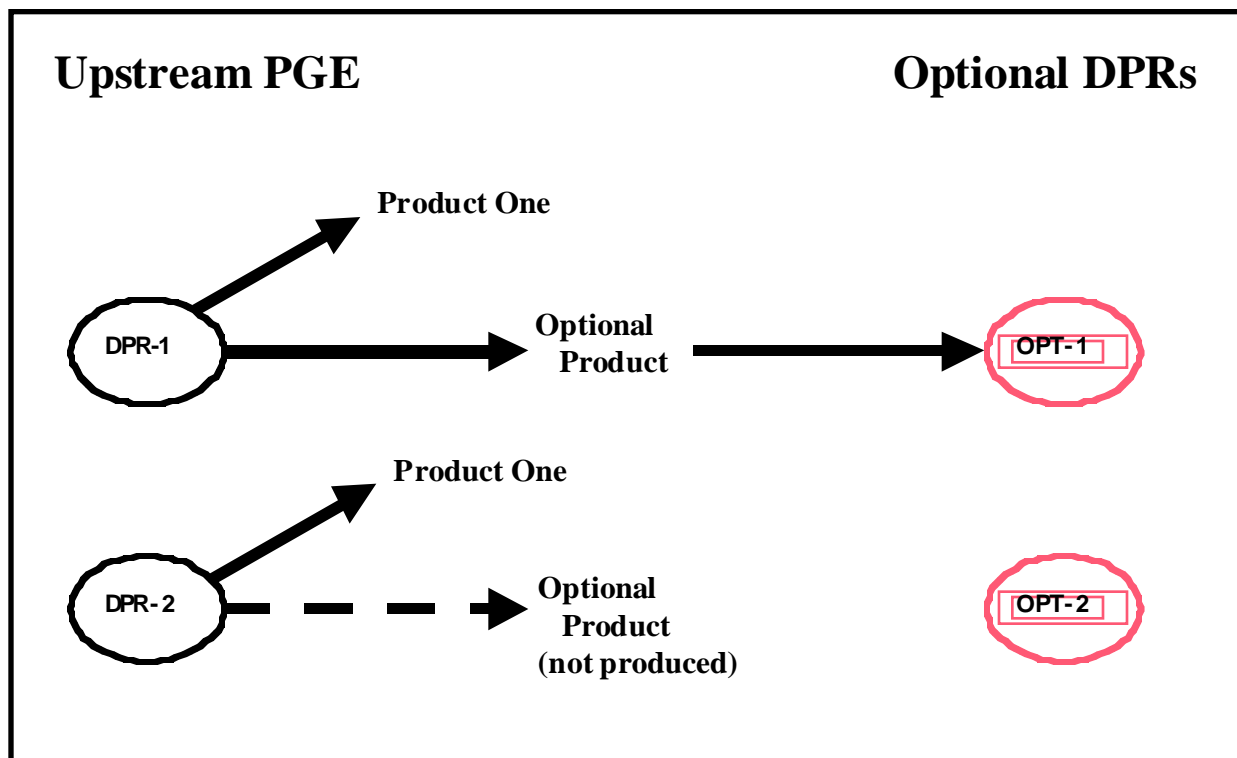 Upstream PGE
Optional DPRs
Product One
DPR-1
Optional
Product
OPT-1
Product One
DPR-2
Optional
Product
(not produced)
OPT-2